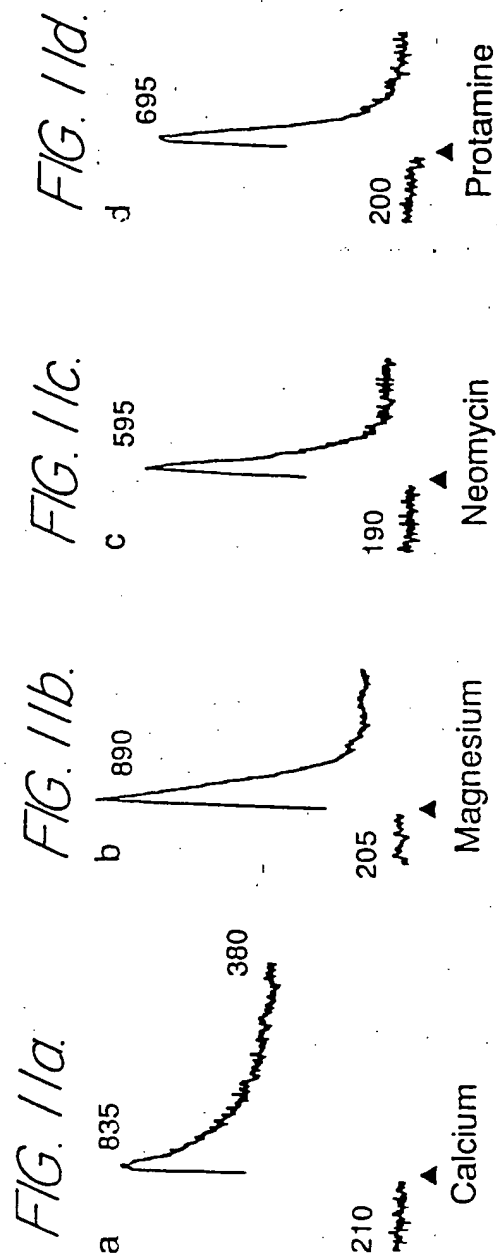 FIG. 11a.
a
835
380
210
Calcium
FIG. 11b.
b
890
205
Magnesium
FIG. 11c.
c
595
190
Neomycin
FIG. 11d.
d
695
200
Protamine